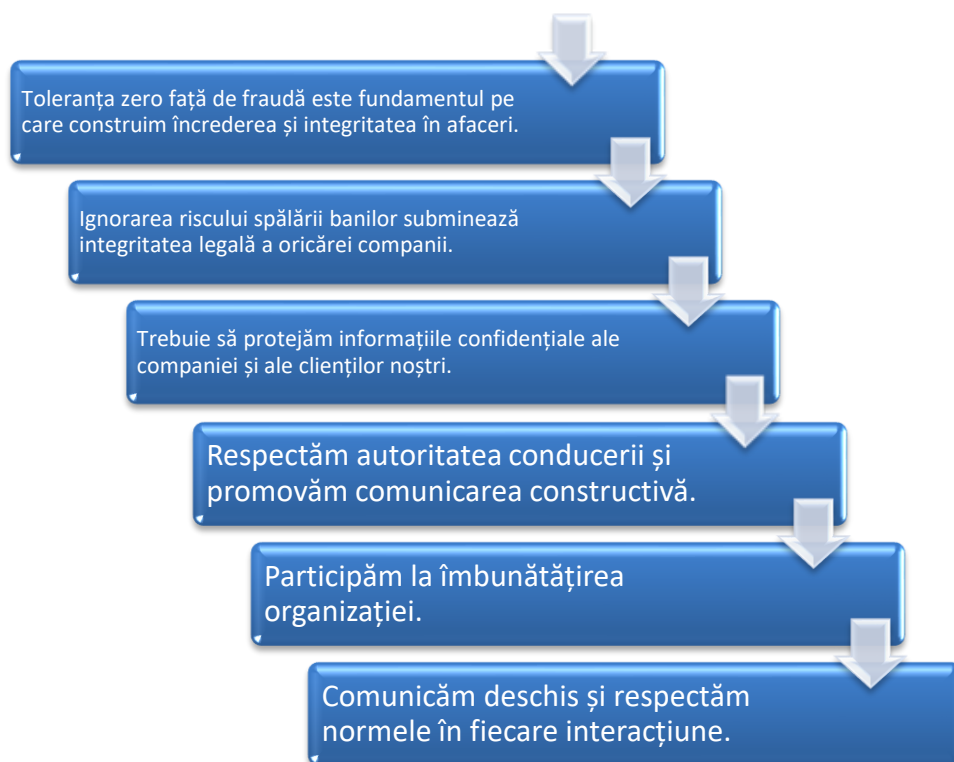 Toleranța zero față de fraudă este fundamentul pe
care construim încrederea și integritatea în afaceri.
Ignorarea riscului spălării banilor subminează
integritatea legală a oricărei companii.
Trebuie să protejăm informațiile confidențiale ale
companiei și ale clienților noștri.
Respectăm autoritatea conducerii și
promovăm comunicarea constructivă.
Participăm la îmbunătățirea
organizației.
Comunicăm deschis și respectăm
normele în fiecare interacțiune.